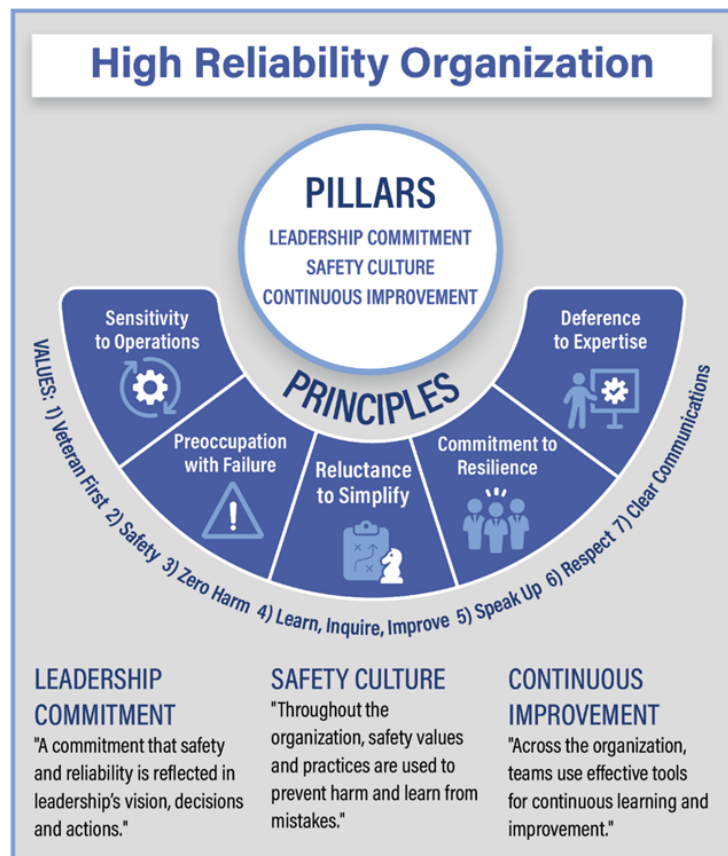 High Reliability Organization
PILLARS
LEADERSHIP COMMITMENT
SAFETY CULTURE
CONTINUOUS IMPROVEMENT
PRINCIPLES
Sensitivity
to Operations
Preoccupation
with Failure
Reluctance
to Simplify
Commitment to
Resilience
Deference
to Expertise
VALUES: 1) Veteran First 2) Safety 3) Zero Harm 4) Learn, Inquire, Improve 5) Speak Up 6) Respect 7) Clear Communications
LEADERSHIP
COMMITMENT
"A commitment that safety
and reliability is reflected in
leadership's vision, decisions
and actions."
SAFETY CULTURE
"Throughout the
organization, safety values
and practices are used to
prevent harm and learn from
mistakes."
CONTINUOUS
IMPROVEMENT
"Across the organization,
teams use effective tools
for continuous learning and
improvement."